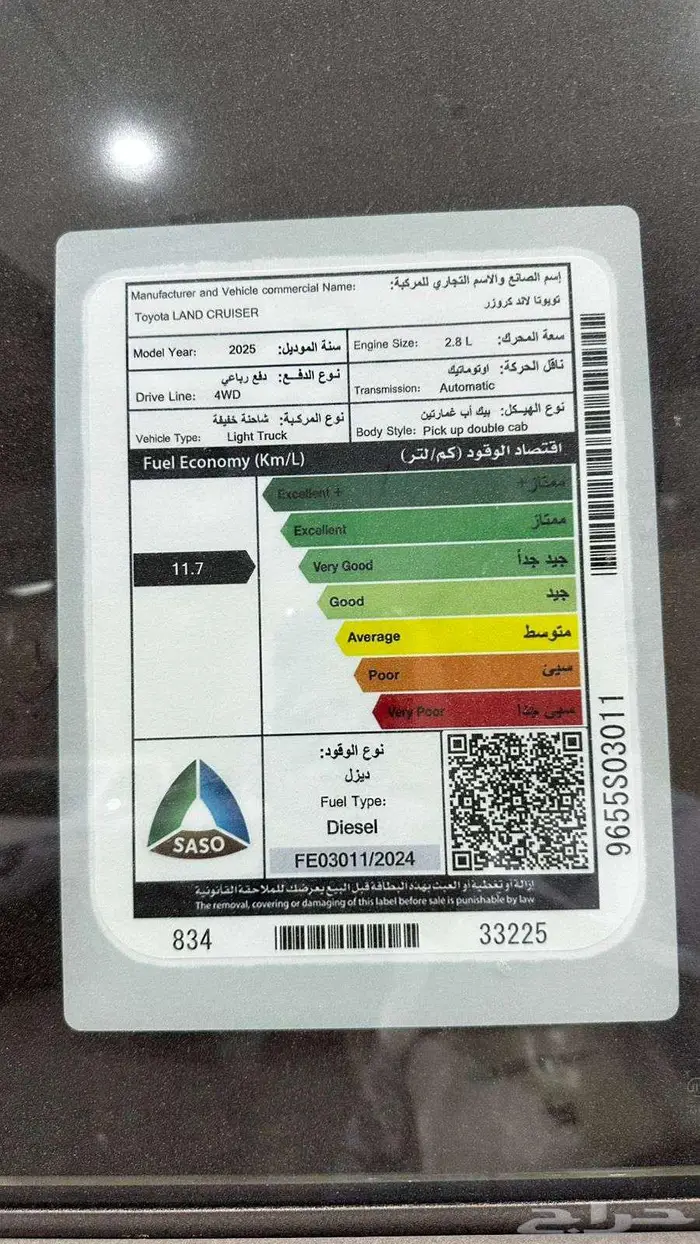 Manufacturer and Vehicle commercial Name: إسم الصانع والاسم التجاري للمركبة:
Toyota LAND CRUISER تويوتا لاند كروزر
Model Year: 2025 سنة الموديل:
Engine Size: 2.8 L سعة المحرك:
نوع الدفع: دفع رباعي
Drive Line: 4WD
ناقل الحركة: اوتوماتيك
Transmission: Automatic
نوع المركبة: شاحنة خفيفة
Vehicle Type: Light Truck
نوع الهيكل: بيك أب غمارتين
Body Style: Pick up double cab
Fuel Economy (Km/L) اقتصاد الوقود (كم/لتر)
Excellent + ممتاز +
Excellent ممتاز
11.7
Very Good جيد جداً
Good جيد
Average متوسط
Poor سيئ
Very Poor سيئ جدا
SASO
نوع الوقود:
ديزل
Fuel Type:
Diesel
FE03011/2024
إزالة أو تغطية أو العبث بهذه البطاقة قبل البيع يعرضك للملاحقة القانونية
The removal, covering or damaging of this label before sale is punishable by law
834 33225
9655S03011
حراج